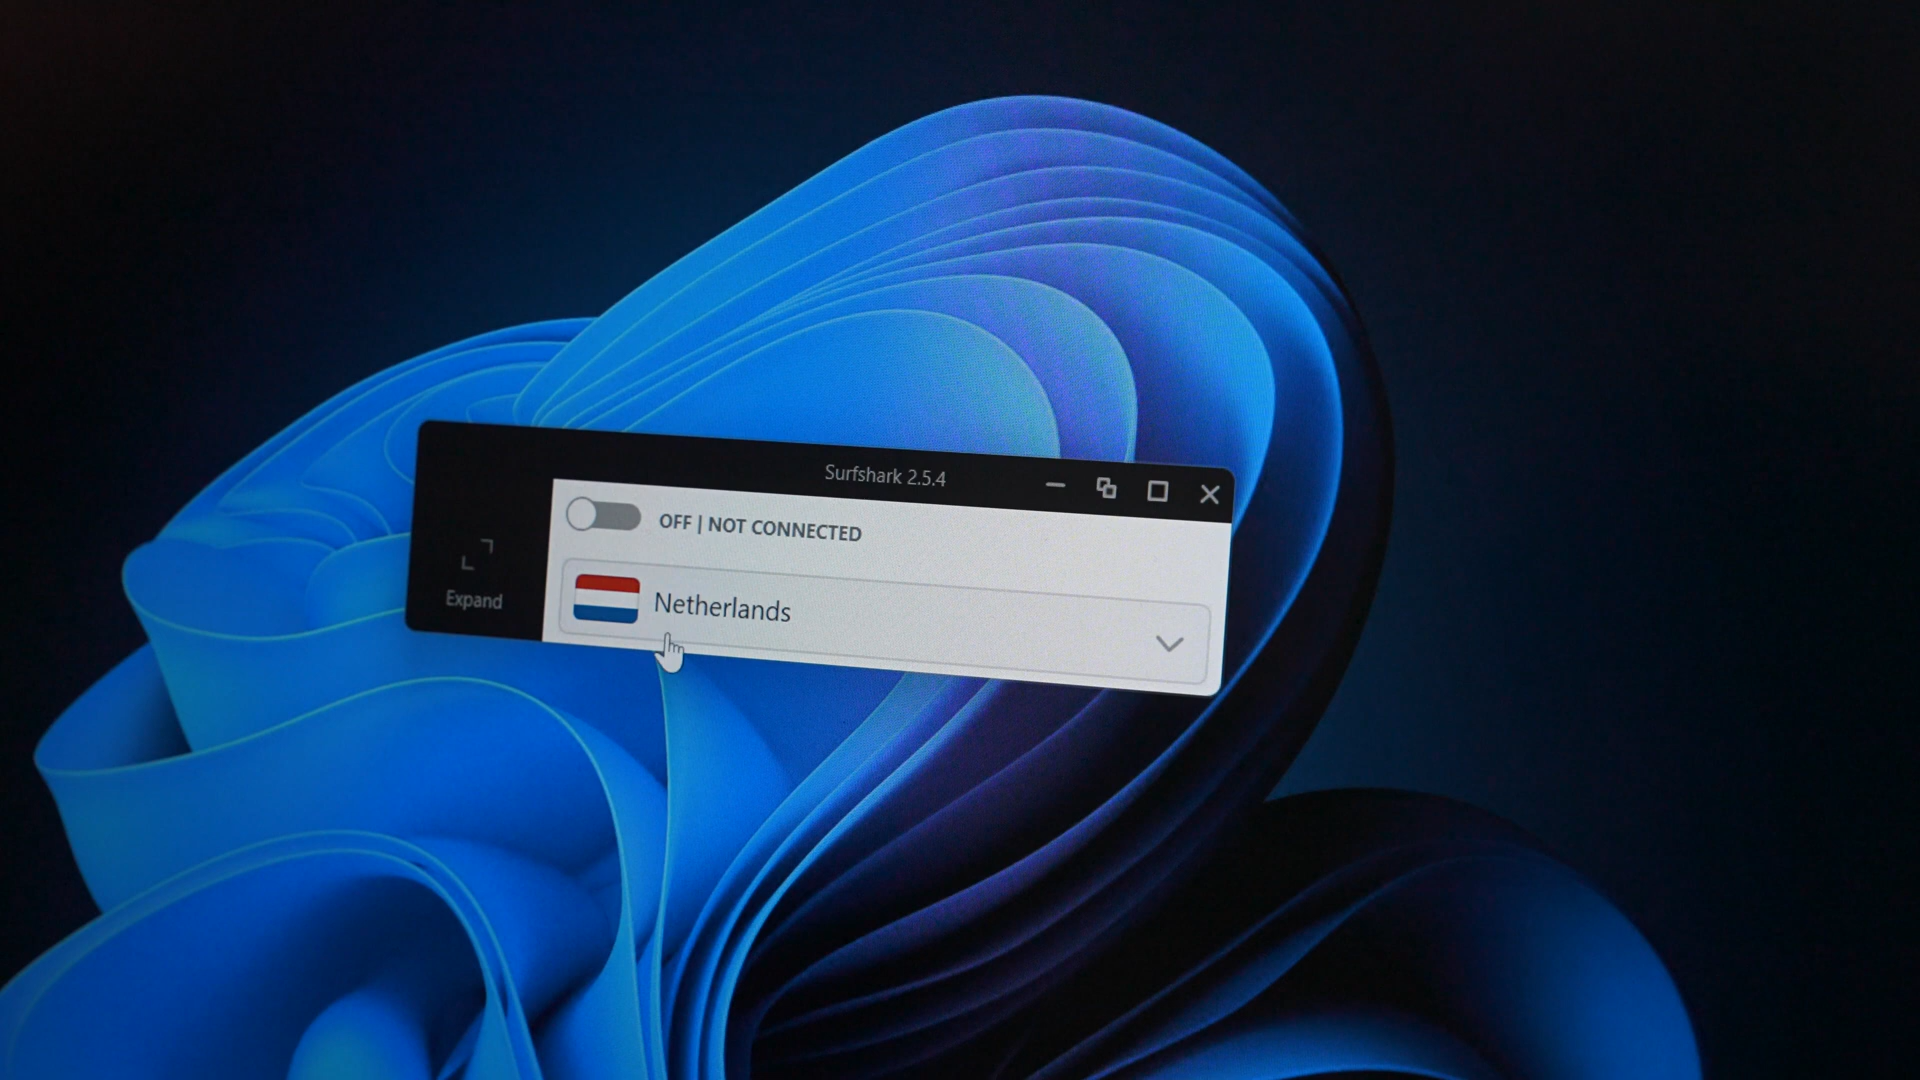 Surfshark 2.5.4
OFF | NOT CONNECTED
Expand
Netherlands